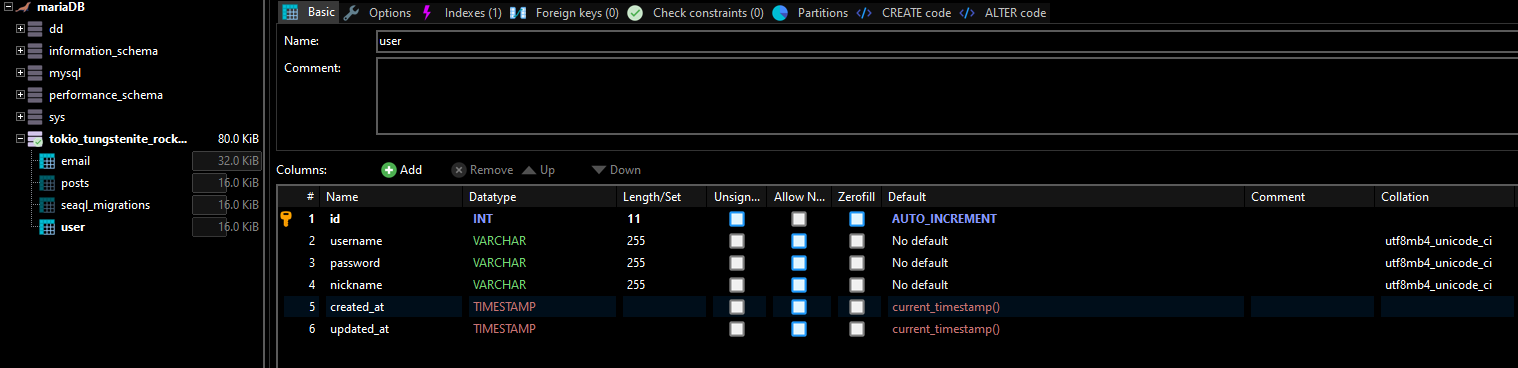 mariaDB
dd
information_schema
mysql
performance_schema
sys
tokio_tungstenite_rock... 80.0 KiB
email 32.0 KiB
posts 16.0 KiB
seaql_migrations 16.0 KiB
user 16.0 KiB
Basic Options Indexes (1) Foreign keys (0) Check constraints (0) Partitions CREATE code ALTER code
Name: user
Comment:
Columns: Add Remove Up Down
# Name Datatype Length/Set Unsign... Allow N... Zerofill Default Comment Collation
1 id INT 11 AUTO_INCREMENT
2 username VARCHAR 255 No default utf8mb4_unicode_ci
3 password VARCHAR 255 No default utf8mb4_unicode_ci
4 nickname VARCHAR 255 No default utf8mb4_unicode_ci
5 created_at TIMESTAMP current_timestamp()
6 updated_at TIMESTAMP current_timestamp()